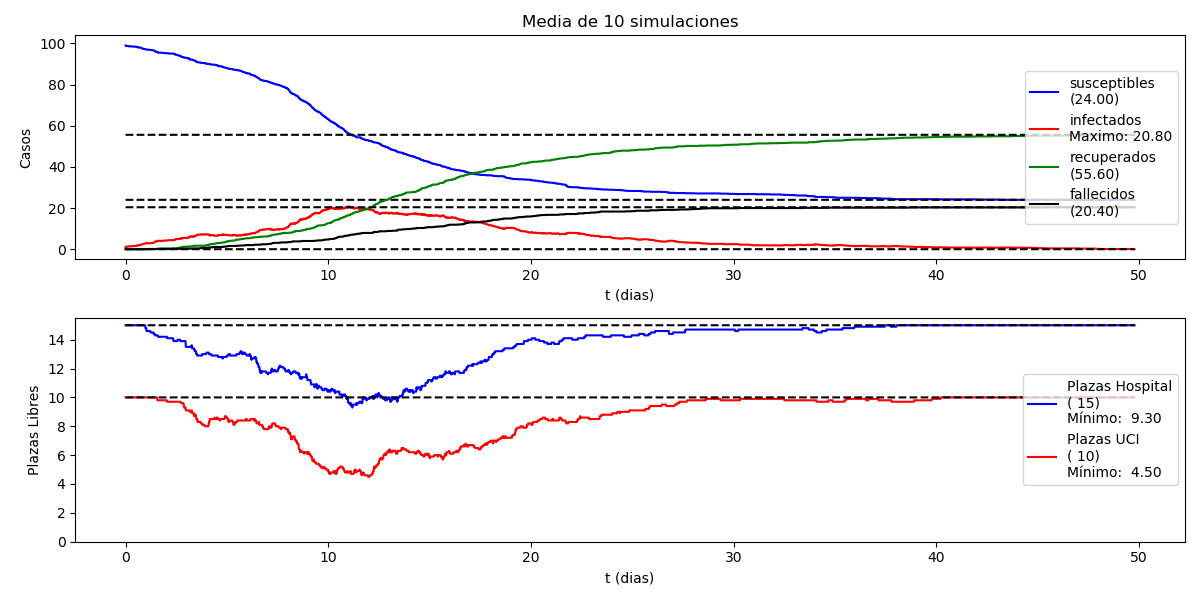 Media de 10 simulaciones
100
80
60
40
20
0
Casos
susceptibles
(24.00)
infectados
Maximo: 20.80
recuperados
(55.60)
fallecidos
(20.40)
0 10 20 30 40 50
t (dias)
14
12
10
8
6
4
2
0
Plazas Libres
Plazas Hospital
( 15)
Mínimo: 9.30
Plazas UCI
( 10)
Mínimo: 4.50
0 10 20 30 40 50
t (dias)